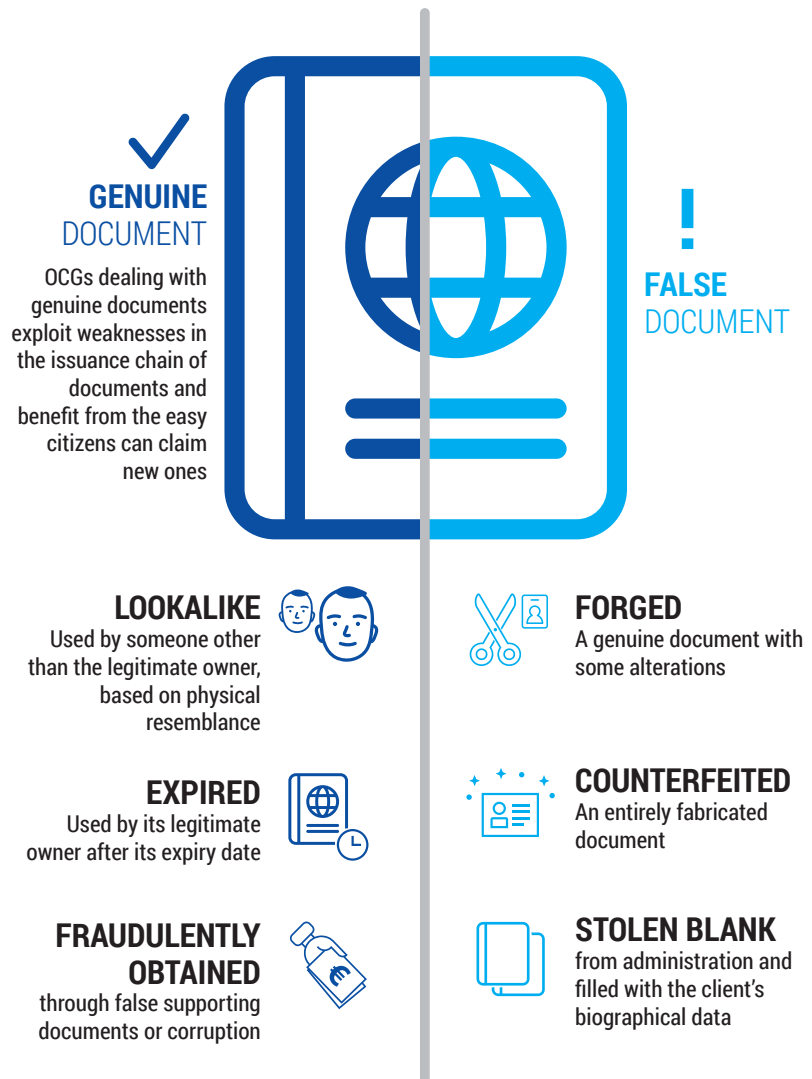 GENUINE
DOCUMENT
OCGs dealing with
genuine documents
exploit weaknesses in
the issuance chain of
documents and
benefit from the easy
citizens can claim
new ones
!
FALSE
DOCUMENT
LOOKALIKE
Used by someone other
than the legitimate owner,
based on physical
resemblance
EXPIRED
Used by its legitimate
owner after its expiry date
FRAUDULENTLY
OBTAINED
through false supporting
documents or corruption
€
FORGED
A genuine document with
some alterations
COUNTERFEITED
An entirely fabricated
document
STOLEN BLANK
from administration and
filled with the client's
biographical data